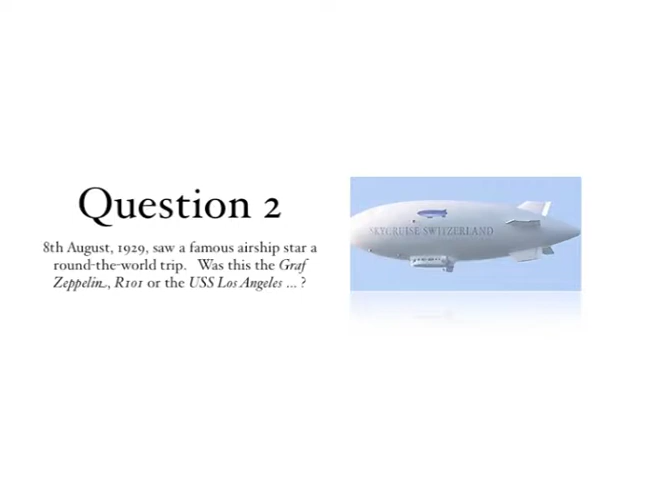 Question 2
8th August, 1929, saw a famous airship star a
round-the-world trip. Was this the Graf
Zeppelin, R101 or the USS Los Angeles ... ?
SKYCRUISE SWITZERLAND